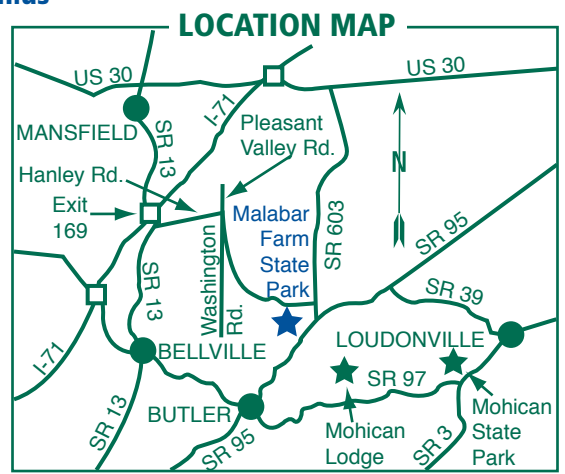 LOCATION MAP
US 30
US 30
I-71
MANSFIELD
SR 13
Pleasant
Valley Rd.
Hanley Rd.
N
Exit
169
Malabar
Farm
State
Park
SR 603
SR 95
Washington
Rd.
SR 13
SR 39
I-71
BELLVILLE
LOUDONVILLE
SR 97
BUTLER
SR 13
SR 95
Mohican
Lodge
SR 3
Mohican
State
Park